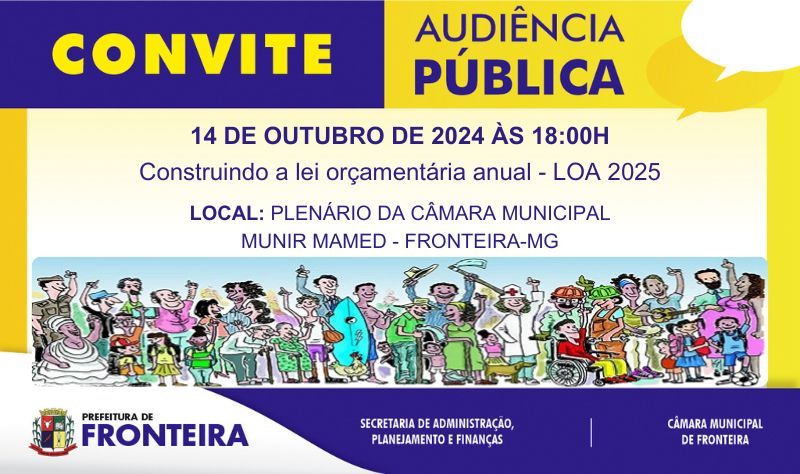 CONVITE
AUDIÊNCIA
PÚBLICA
14 DE OUTUBRO DE 2024 ÀS 18:00H
Construindo a lei orçamentária anual - LOA 2025
LOCAL: PLENÁRIO DA CÂMARA MUNICIPAL
MUNIR MAMED - FRONTEIRA-MG
PREFEITURA DE
FRONTEIRA
SECRETARIA DE ADMINISTRAÇÃO,
PLANEJAMENTO E FINANÇAS
CÂMARA MUNICIPAL
DE FRONTEIRA